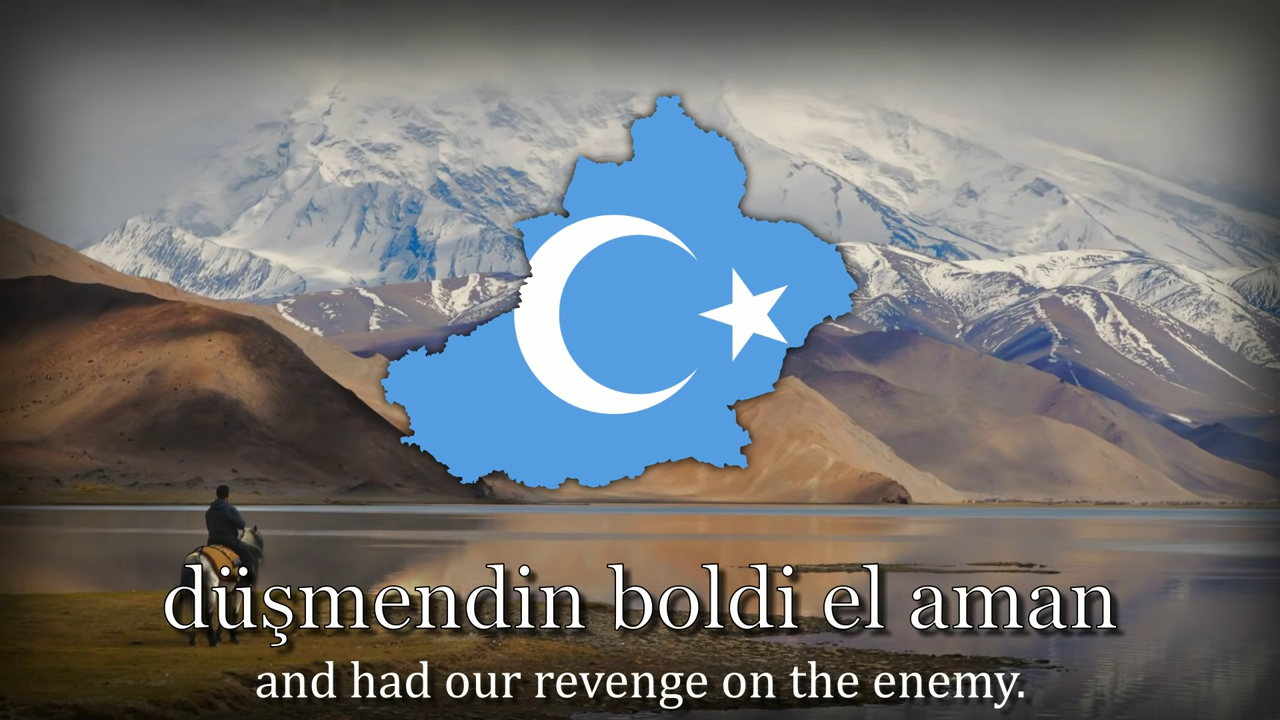 düşmendin boldi el aman
and had our revenge on the enemy.